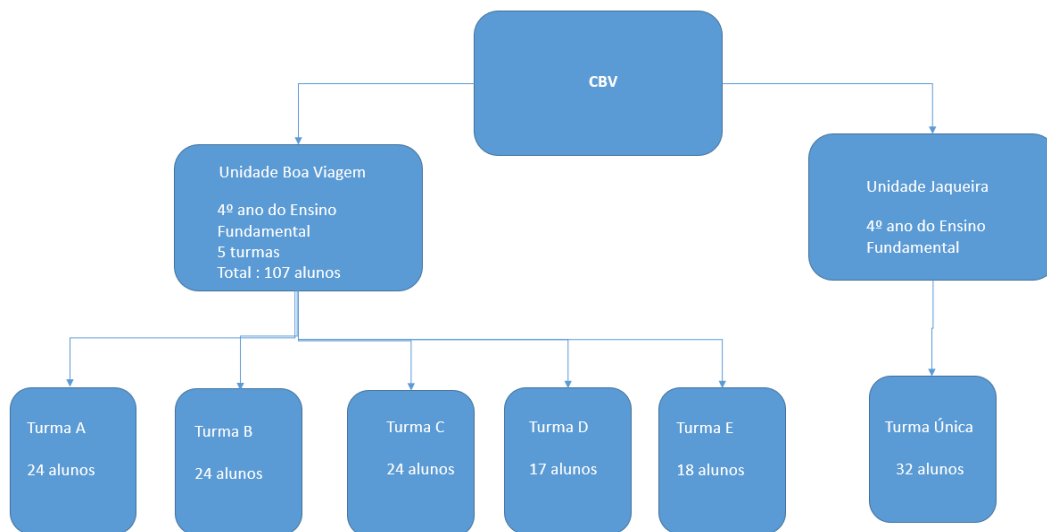 CBV
Unidade Boa Viagem
4º ano do Ensino
Fundamental
5 turmas
Total : 107 alunos
Unidade Jaqueira
4º ano do Ensino
Fundamental
Turma A
24 alunos
Turma B
24 alunos
Turma C
24 alunos
Turma D
17 alunos
Turma E
18 alunos
Turma Única
32 alunos